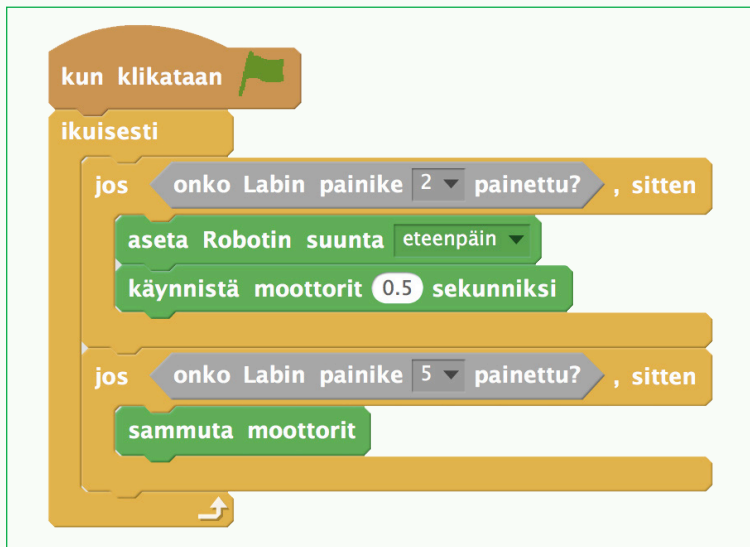 kun klikataan
ikuisesti
jos onko Labin painike 2 painettu? , sitten
aseta Robotin suunta eteenpäin
käynnistä moottorit 0.5 sekunniksi
jos onko Labin painike 5 painettu? , sitten
sammuta moottorit